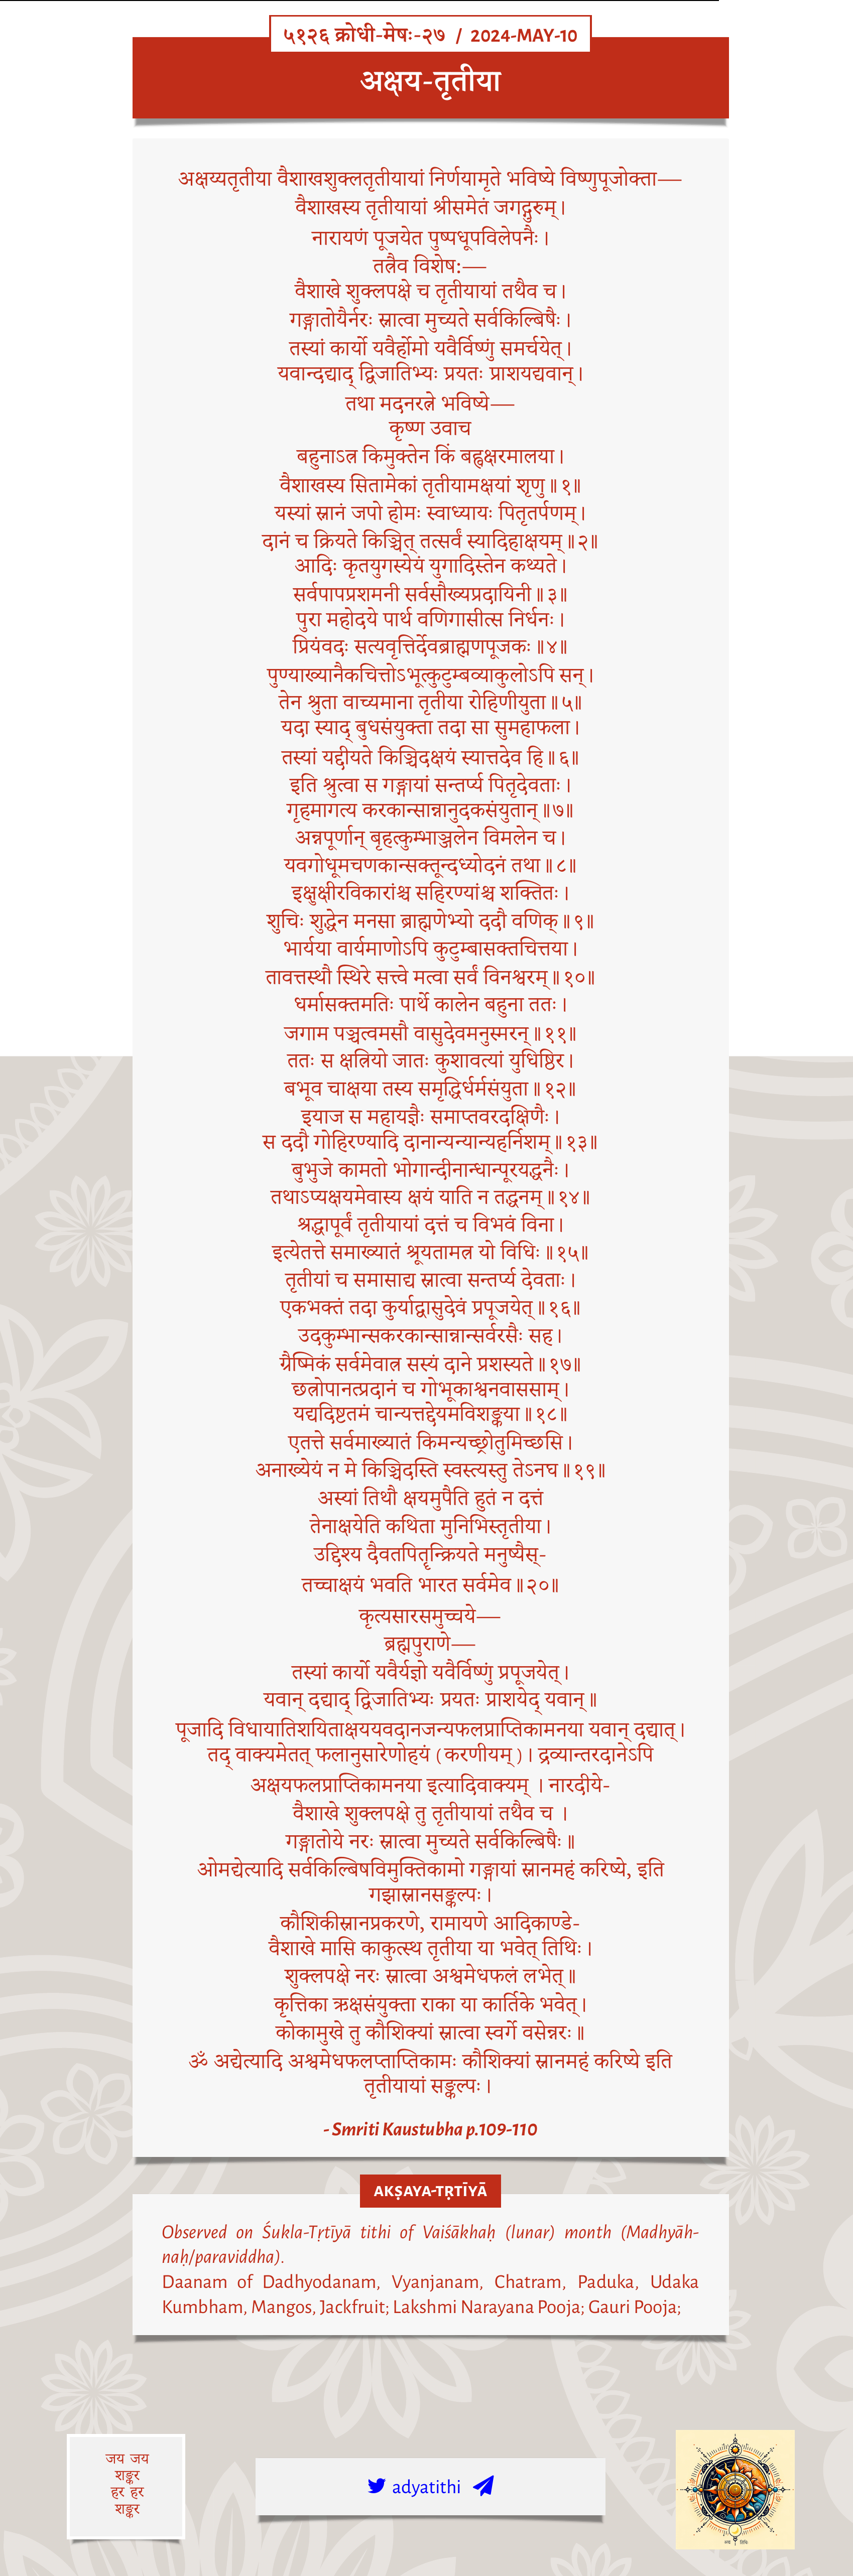 ५१२६ क्रोधी-मेषः-२७ / 2024-MAY-10
अक्षय-तृतीया
अक्षय्यतृतीया वैशाखशुक्लतृतीयायां निर्णयामृते भविष्ये विष्णुपूजोक्ता—
वैशाखस्य तृतीयायां श्रीसमेतं जगद्गुरुम्।
नारायणं पूजयेत पुष्पधूपविलेपनैः।
तत्रैव विशेष:—
वैशाखे शुक्लपक्षे च तृतीयायां तथैव च।
गङ्गातोयैर्नरः स्नात्वा मुच्यते सर्वकिल्बिषैः।
तस्यां कार्यो यवैर्होमो यवैर्विष्णुं समर्चयेत्।
यवान्दद्याद् द्विजातिभ्यः प्रयतः प्राशयद्यवान्।
तथा मदनरत्ने भविष्ये—
कृष्ण उवाच
बहुनाऽत्र किमुक्तेन किं बह्वक्षरमालया।
वैशाखस्य सितामेकां तृतीयामक्षयां शृणु॥१॥
यस्यां स्नानं जपो होमः स्वाध्यायः पितृतर्पणम्।
दानं च क्रियते किञ्चित् तत्सर्वं स्यादिहाक्षयम्॥२॥
आदिः कृतयुगस्येयं युगादिस्तेन कथ्यते।
सर्वपापप्रशमनी सर्वसौख्यप्रदायिनी॥३॥
पुरा महोदये पार्थ वणिगासीत्स निर्धनः।
प्रियंवदः सत्यवृत्तिर्देवब्राह्मणपूजकः॥४॥
पुण्याख्यानैकचित्तोऽभूत्कुटुम्बव्याकुलोऽपि सन्।
तेन श्रुता वाच्यमाना तृतीया रोहिणीयुता॥५॥
यदा स्याद् बुधसंयुक्ता तदा सा सुमहाफला।
तस्यां यद्दीयते किञ्चिदक्षयं स्यात्तदेव हि॥६॥
इति श्रुत्वा स गङ्गायां सन्तर्प्य पितृदेवताः।
गृहमागत्य करकान्सान्नानुदकसंयुतान्॥७॥
अन्नपूर्णान् बृहत्कुम्भाञ्जलेन विमलेन च।
यवगोधूमचणकान्सक्तून्दध्योदनं तथा॥८॥
इक्षुक्षीरविकारांश्च सहिरण्यांश्च शक्तितः।
शुचिः शुद्धेन मनसा ब्राह्मणेभ्यो ददौ वणिक्॥९॥
भार्यया वार्यमाणोऽपि कुटुम्बासक्तचित्तया।
तावत्तस्थौ स्थिरे सत्त्वे मत्वा सर्वं विनश्वरम्॥१०॥
धर्मासक्तमतिः पार्थे कालेन बहुना ततः।
जगाम पञ्चत्वमसौ वासुदेवमनुस्मरन्॥११॥
ततः स क्षत्रियो जातः कुशावत्यां युधिष्ठिर।
बभूव चाक्षया तस्य समृद्धिर्धर्मसंयुता॥१२॥
इयाज स महायज्ञैः समाप्तवरदक्षिणैः।
स ददौ गोहिरण्यादि दानान्यन्यान्यहर्निशम्॥१३॥
बुभुजे कामतो भोगान्दीनान्धान्पूरयद्धनैः।
तथाऽप्यक्षयमेवास्य क्षयं याति न तद्धनम्॥१४॥
श्रद्धापूर्वं तृतीयायां दत्तं च विभवं विना।
इत्येतत्ते समाख्यातं श्रूयतामत्र यो विधिः॥१५॥
तृतीयां च समासाद्य स्नात्वा सन्तर्प्य देवताः।
एकभक्तं तदा कुर्याद्वासुदेवं प्रपूजयेत्॥१६॥
उदकुम्भान्सकरकान्सान्नान्सर्वरसैः सह।
ग्रैष्मिकं सर्वमेवात्र सस्यं दाने प्रशस्यते॥१७॥
छत्रोपानत्प्रदानं च गोभूकाश्वनवाससाम्।
यद्यदिष्टतमं चान्यत्तद्देयमविशङ्कया॥१८॥
एतत्ते सर्वमाख्यातं किमन्यच्छ्रोतुमिच्छसि।
अनाख्येयं न मे किञ्चिदस्ति स्वस्त्यस्तु तेऽनघ॥१९॥
अस्यां तिथौ क्षयमुपैति हुतं न दत्तं
तेनाक्षयेति कथिता मुनिभिस्तृतीया।
उद्दिश्य दैवतपितॄन्क्रियते मनुष्यैस्-
तच्चाक्षयं भवति भारत सर्वमेव॥२०॥
कृत्यसारसमुच्चये—
ब्रह्मपुराणे—
तस्यां कार्यो यवैर्यज्ञो यवैर्विष्णुं प्रपूजयेत्।
यवान् दद्याद् द्विजातिभ्यः प्रयतः प्राशयेद् यवान्॥
पूजादि विधायातिशयिताक्षययवदानजन्यफलप्राप्तिकामनया यवान् दद्यात्।
तद् वाक्यमेतत् फलानुसारेणोहयं (करणीयम्)। द्रव्यान्तरदानेऽपि
अक्षयफलप्राप्तिकामनया इत्यादिवाक्यम् । नारदीये-
वैशाखे शुक्लपक्षे तु तृतीयायां तथैव च ।
गङ्गातोये नरः स्नात्वा मुच्यते सर्वकिल्बिषैः॥
ओमद्येत्यादि सर्वकिल्बिषविमुक्तिकामो गङ्गायां स्नानमहं करिष्ये, इति
गझास्नानसङ्कल्पः।
कौशिकीस्नानप्रकरणे, रामायणे आदिकाण्डे-
वैशाखे मासि काकुत्स्थ तृतीया या भवेत् तिथिः।
शुक्लपक्षे नरः स्नात्वा अश्वमेधफलं लभेत्॥
कृत्तिका ऋक्षसंयुक्ता राका या कार्तिके भवेत्।
कोकामुखे तु कौशिक्यां स्नात्वा स्वर्गे वसेन्नरः॥
ॐ अद्येत्यादि अश्वमेधफलप्ताप्तिकामः कौशिक्यां स्नानमहं करिष्ये इति
तृतीयायां सङ्कल्पः।
- Smriti Kaustubha p.109-110
AKṢAYA-TṚTĪYĀ
Observed on Śukla-Tṛtīyā tithi of Vaiśākhaḥ (lunar) month (Madhyāh-
naḥ/paraviddha).
Daanam of Dadhyodanam, Vyanjanam, Chatram, Paduka, Udaka
Kumbham, Mangos, Jackfruit; Lakshmi Narayana Pooja; Gauri Pooja;
जय जय
शङ्कर
हर हर
शङ्कर
adyatithi